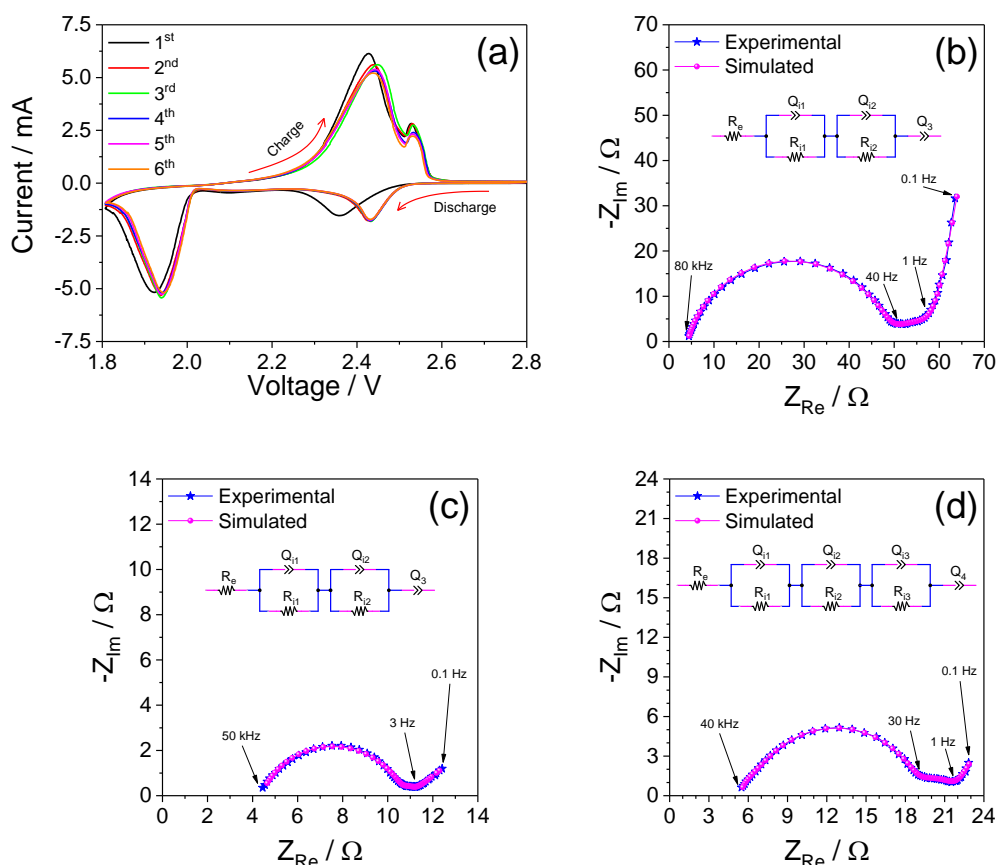 (a)
1st
2nd
3rd
4th
5th
6th
Charge
Discharge
7.5
5.0
2.5
0.0
-2.5
-5.0
-7.5
Current / mA
1.8 2.0 2.2 2.4 2.6 2.8
Voltage / V
(b)
Experimental
Simulated
Qi1 Qi2
Re Q3
Ri1 Ri2
0.1 Hz
80 kHz
40 Hz
1 Hz
70
60
50
40
30
20
10
0
-ZIm / Ω
0 10 20 30 40 50 60 70
ZRe / Ω
(c)
Experimental
Simulated
Qi1 Qi2
Re Q3
Ri1 Ri2
0.1 Hz
50 kHz
3 Hz
14
12
10
8
6
4
2
0
-ZIm / Ω
0 2 4 6 8 10 12 14
ZRe / Ω
(d)
Experimental
Simulated
Qi1 Qi2 Qi3
Re Q4
Ri1 Ri2 Ri3
0.1 Hz
40 kHz
30 Hz
1 Hz
24
21
18
15
12
9
6
3
0
-ZIm / Ω
0 3 6 9 12 15 18 21 24
ZRe / Ω